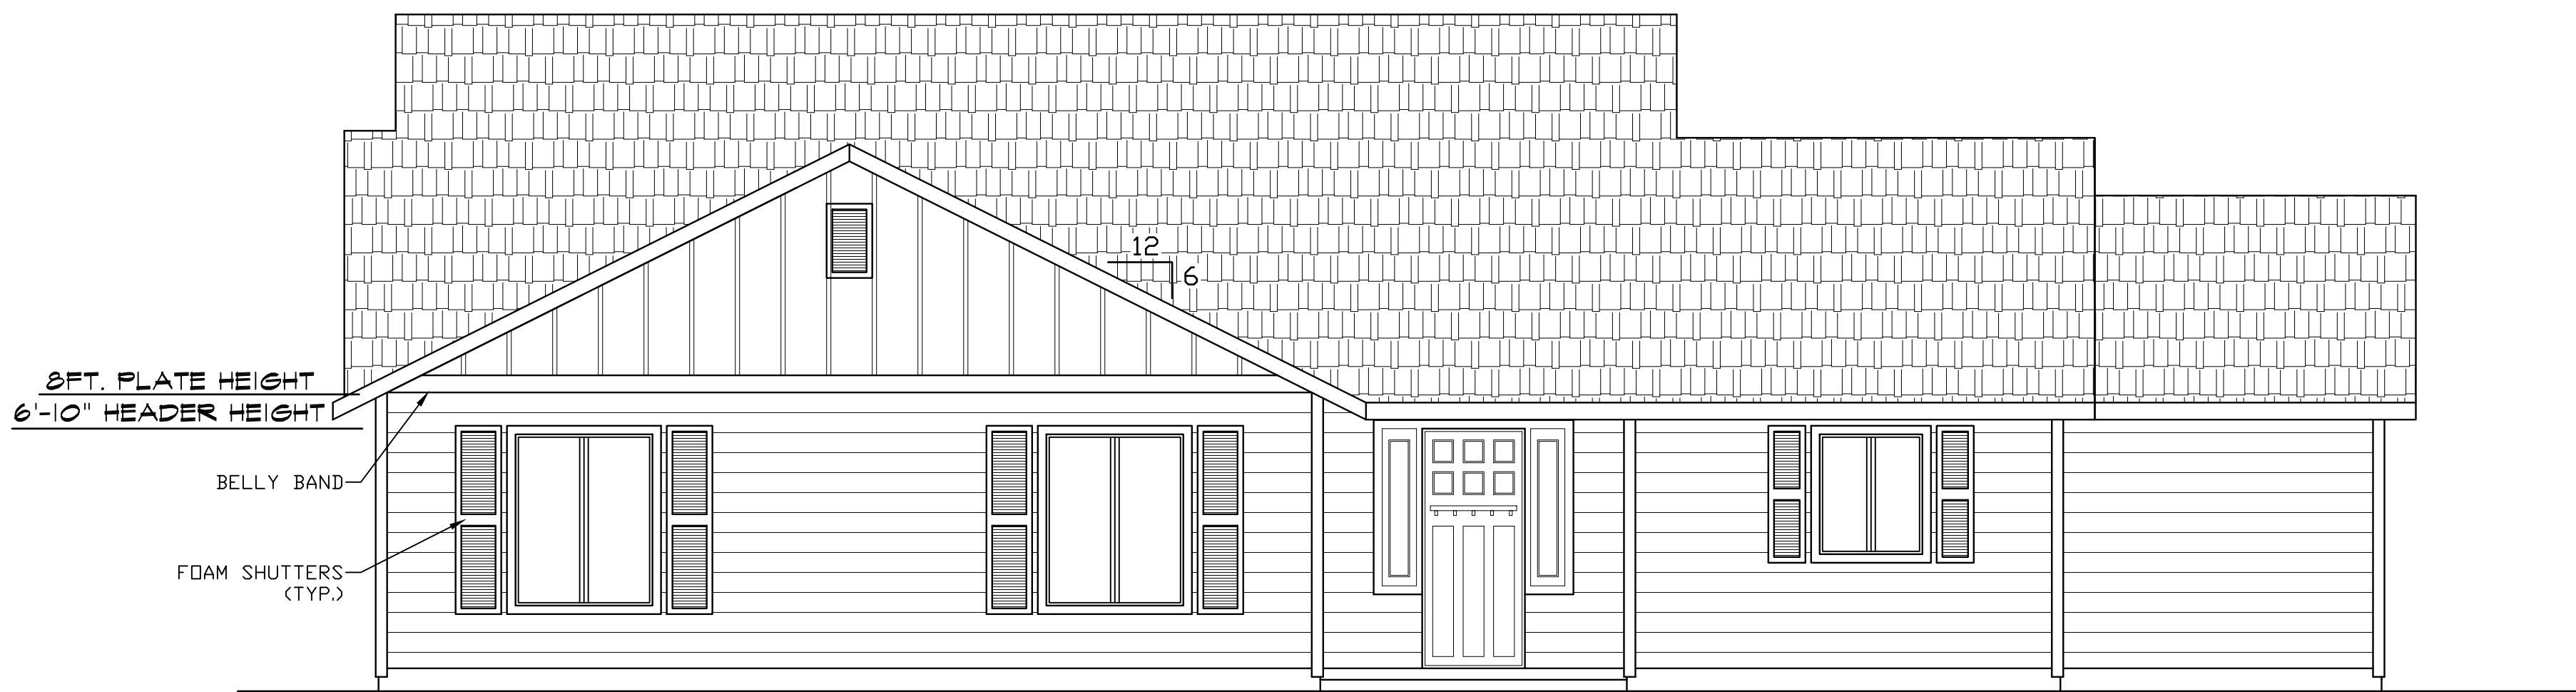 12
6
8FT. PLATE HEIGHT
6'-10" HEADER HEIGHT
BELLY BAND
FOAM SHUTTERS
(TYP.)